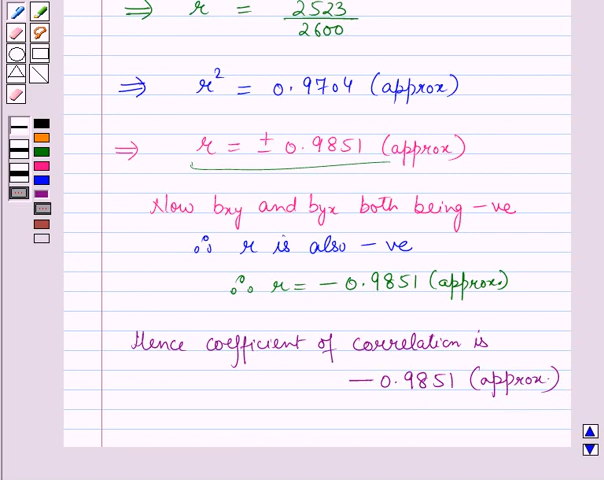 ⇒ r = 2523/2600
⇒ r² = 0.9704 (approx)
⇒ r = ± 0.9851 (approx)
Now bxy and byx both being -ve
∴ r is also -ve
∴ r = - 0.9851 (approx.)
Hence coefficient of correlation is
- 0.9851 (approx.)